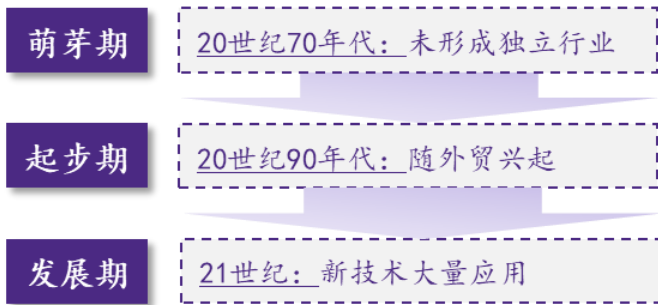 萌芽期
20世纪70年代：未形成独立行业
起步期
20世纪90年代：随外贸兴起
发展期
21世纪：新技术大量应用